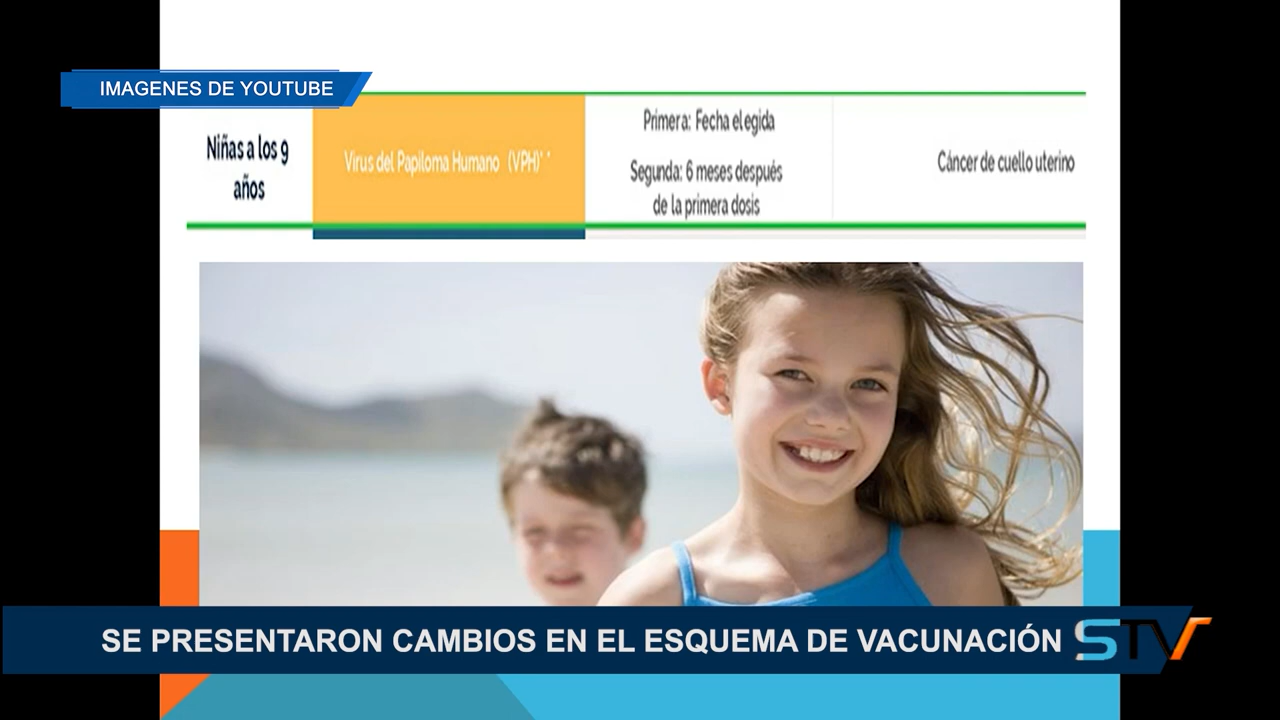 IMAGENES DE YOUTUBE
Niñas a los 9
años
Virus del Papiloma Humano (VPH)* *
Primera: Fecha elegida
Segunda: 6 meses después
de la primera dosis
Cáncer de cuello uterino
SE PRESENTARON CAMBIOS EN EL ESQUEMA DE VACUNACIÓN
STV